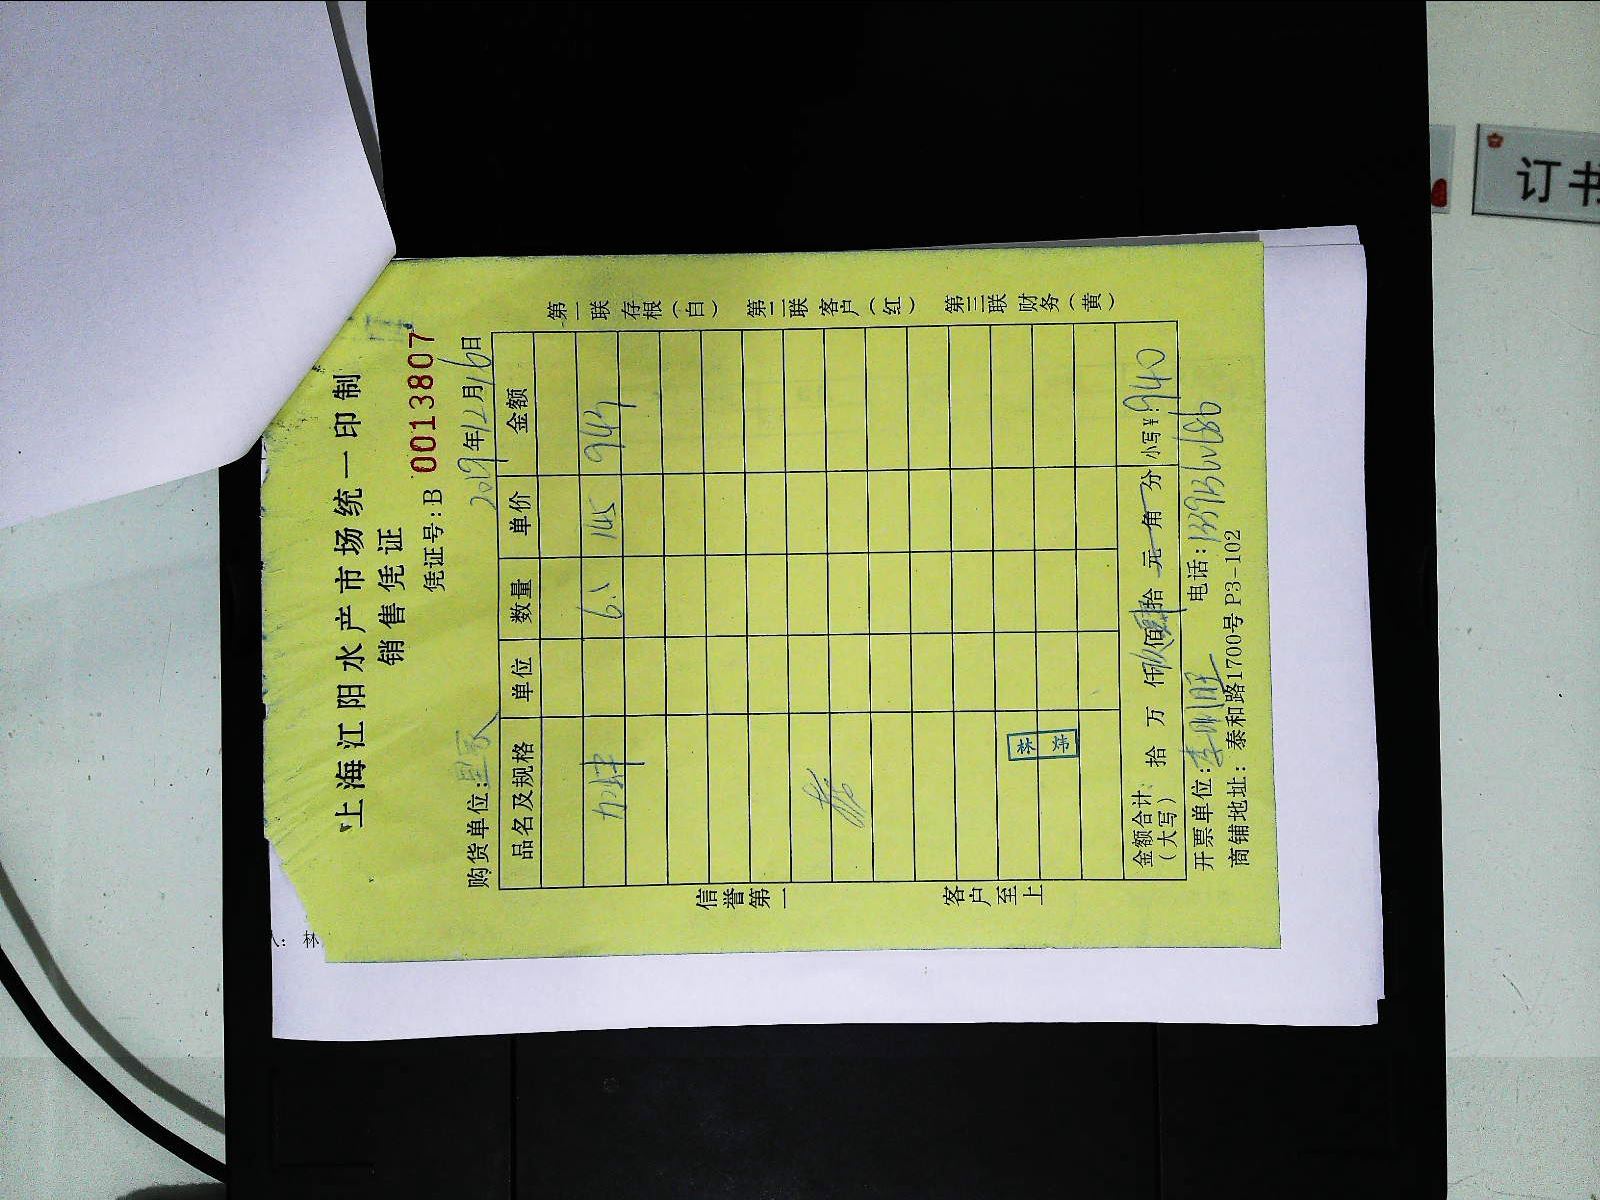 上海江阳水产市场统一印制
销售凭证
凭证号:B 0013807
购货单位: 2019年12月16日
品名及规格 单位 数量 单价 金额
145
金额合计: 拾 万 仟 玖佰 肆拾 元 角 分 小写¥:940
(大写)
开票单位: 电话:
商铺地址:泰和路1700号P3-102
信誉第一
客户至上
第一联 存根(白)
第二联 客户(红)
第三联 财务(黄)
林 炜
订书
林